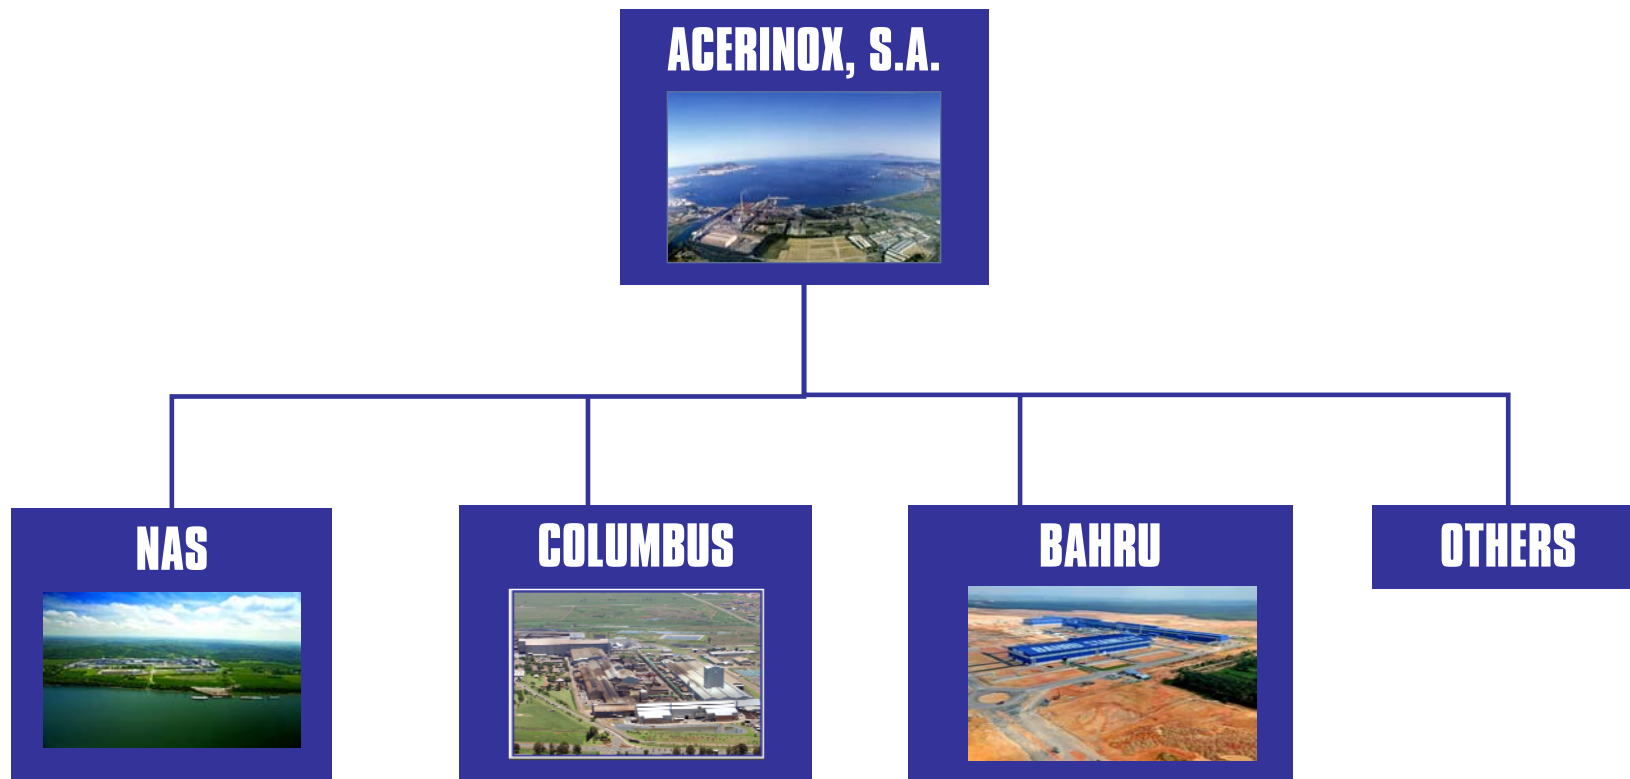 ACERINOX, S.A.
NAS
COLUMBUS
BAHRU
OTHERS